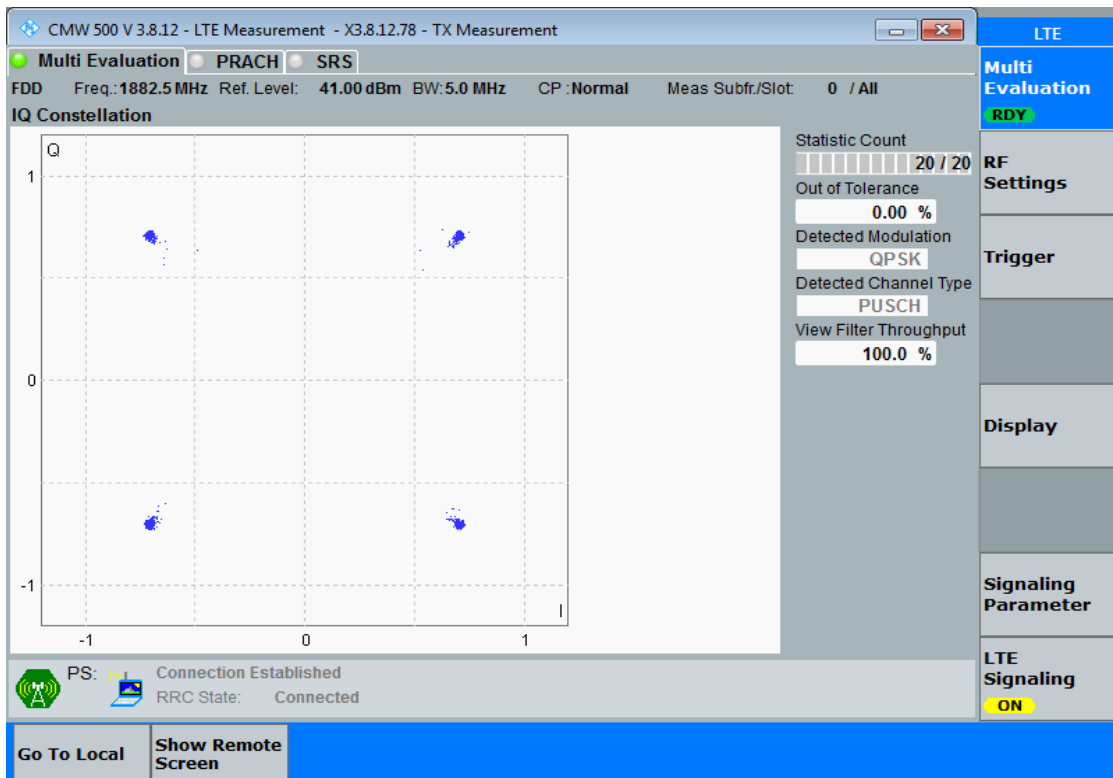 CMW 500 V 3.8.12 - LTE Measurement - X3.8.12.78 - TX Measurement
LTE
Multi Evaluation PRACH SRS
FDD Freq.:1882.5 MHz Ref. Level: 41.00 dBm BW:5.0 MHz CP :Normal Meas Subfr./Slot: 0 / All
IQ Constellation
Q
1
0
-1
-1 0 1
I
Statistic Count
20 / 20
Out of Tolerance
0.00 %
Detected Modulation
QPSK
Detected Channel Type
PUSCH
View Filter Throughput
100.0 %
Multi
Evaluation
RDY
RF
Settings
Trigger
Display
Signaling
Parameter
LTE
Signaling
ON
PS: Connection Established
RRC State: Connected
Go To Local
Show Remote
Screen